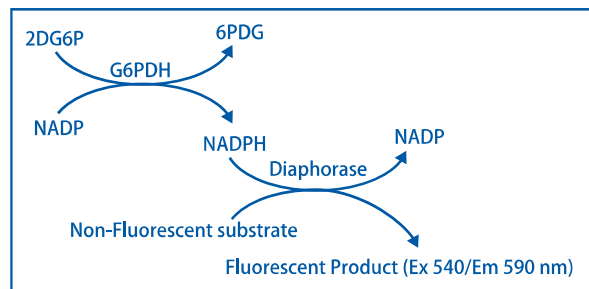 2DG6P
6PDG
G6PDH
NADP
NADPH
NADP
Diaphorase
Non-Fluorescent substrate
Fluorescent Product (Ex 540/Em 590 nm)